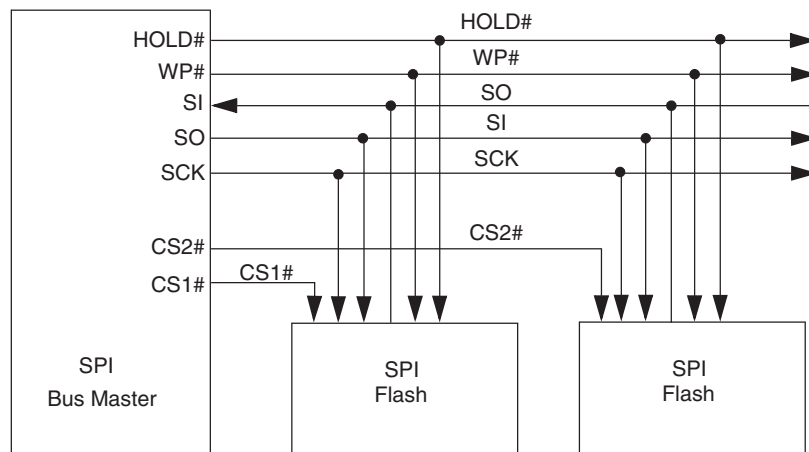 HOLD#
HOLD#
WP#
WP#
SI
SO
SO
SI
SCK
SCK
CS2#
CS2#
CS1#
CS1#
SPI
Bus Master
SPI
Flash
SPI
Flash